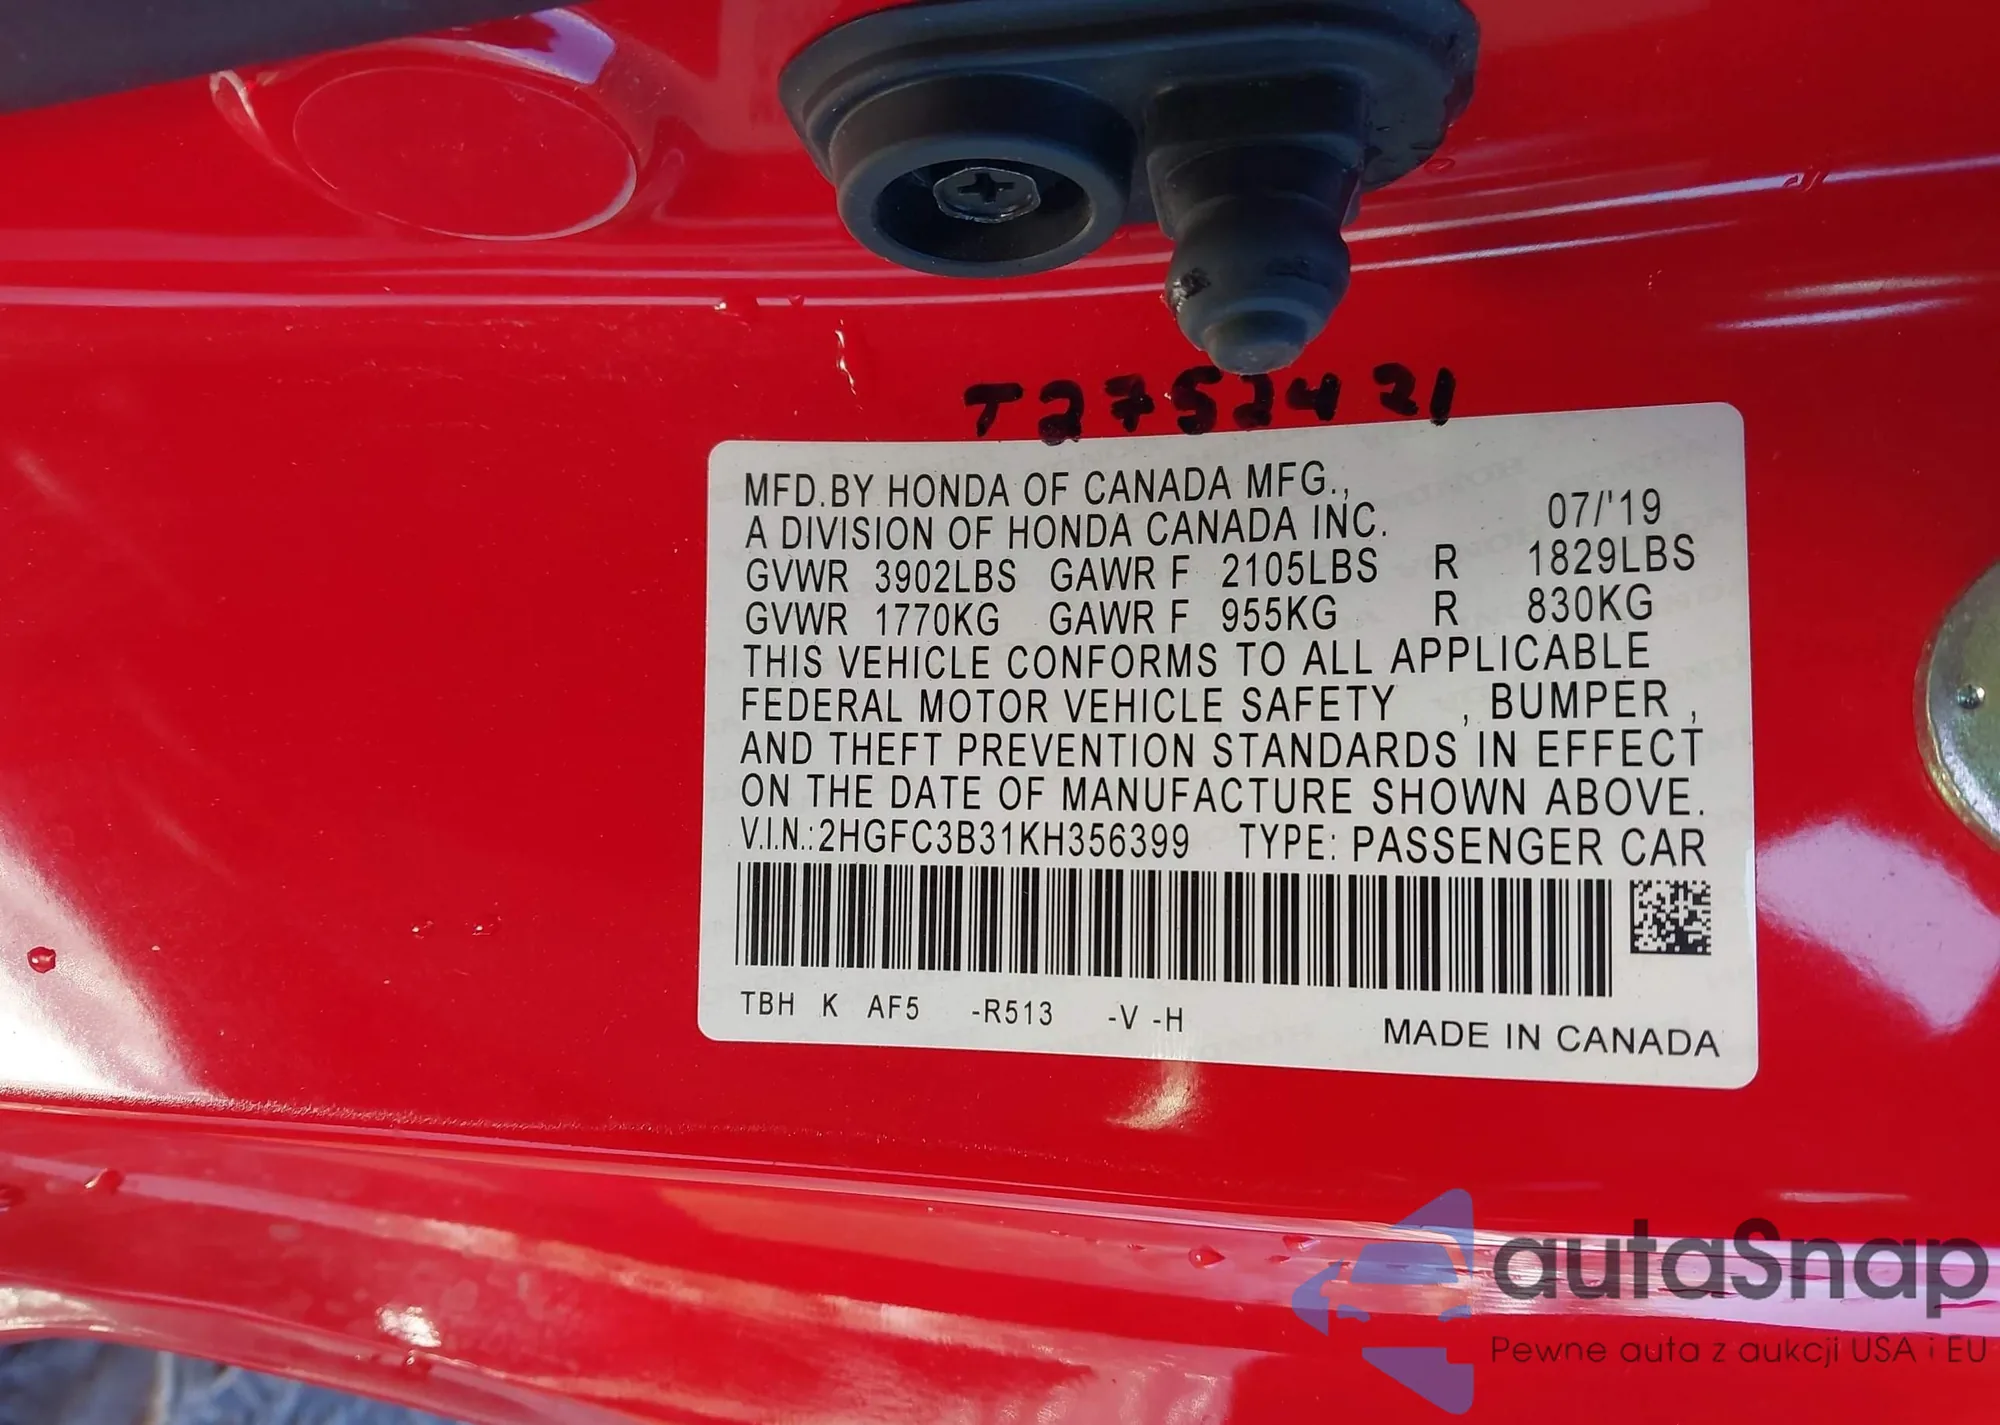 T2752421
MFD.BY HONDA OF CANADA MFG.,
A DIVISION OF HONDA CANADA INC. 07/'19
GVWR 3902LBS GAWR F 2105LBS R 1829LBS
GVWR 1770KG GAWR F 955KG R 830KG
THIS VEHICLE CONFORMS TO ALL APPLICABLE
FEDERAL MOTOR VEHICLE SAFETY , BUMPER ,
AND THEFT PREVENTION STANDARDS IN EFFECT
ON THE DATE OF MANUFACTURE SHOWN ABOVE.
V.I.N.:2HGFC3B31KH356399 TYPE: PASSENGER CAR
TBH K AF5 -R513 -V -H
MADE IN CANADA
autaSnap
Pewne auta z aukcji USA i EU